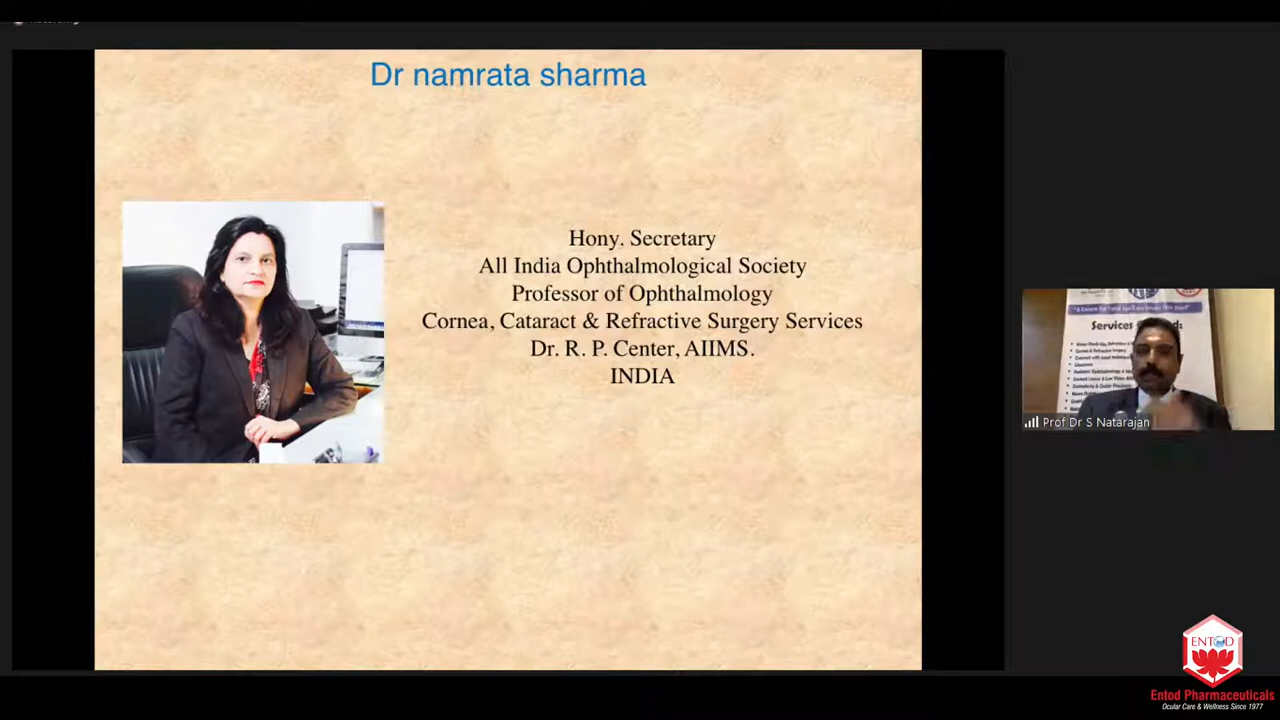 Dr namrata sharma
Hony. Secretary
All India Ophthalmological Society
Professor of Ophthalmology
Cornea, Cataract & Refractive Surgery Services
Dr. R. P. Center, AIIMS.
INDIA
Services
Prof Dr S Natarajan
ENTOD
Entod Pharmaceuticals
Ocular Care & Wellness Since 1977